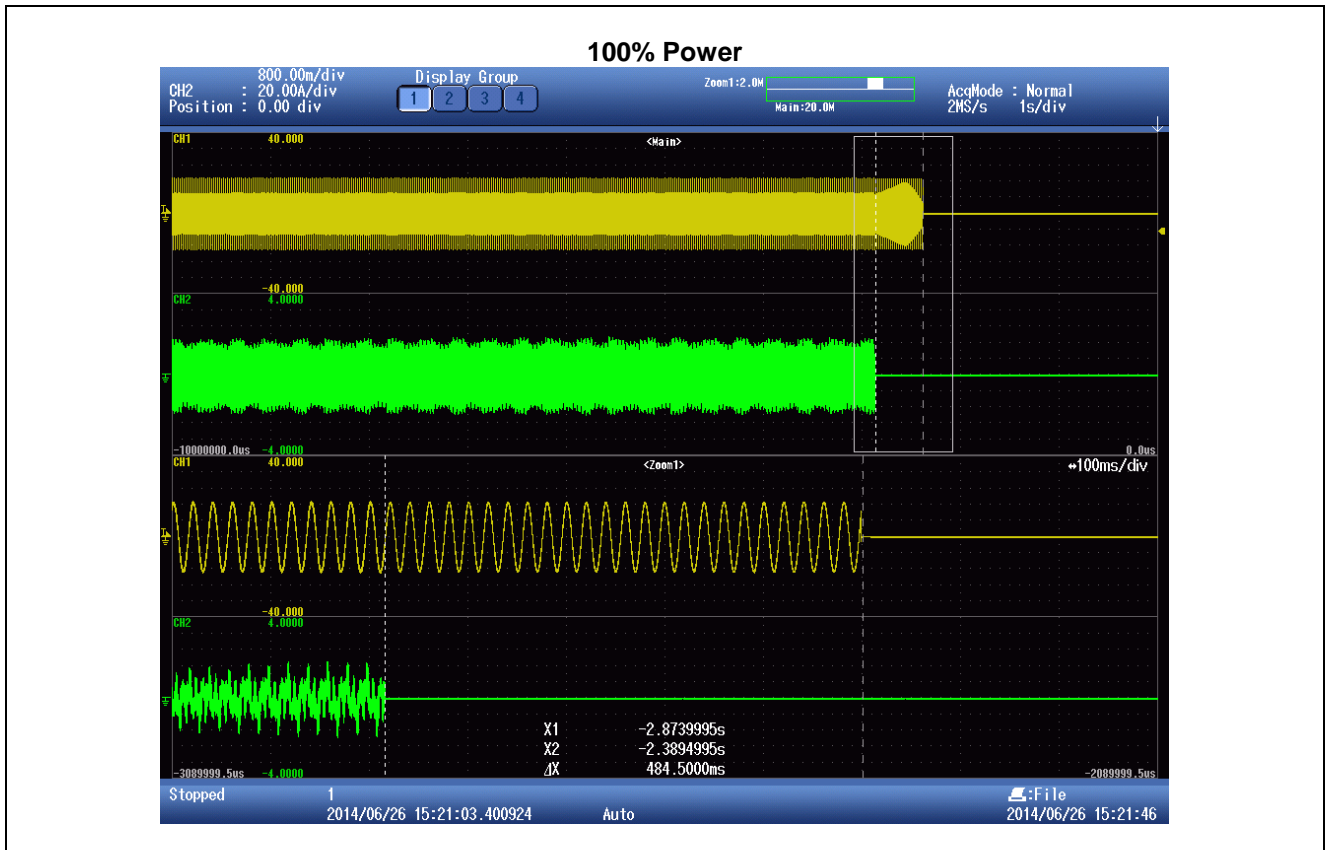 100% Power
800.00m/div
CH2 : 20.00A/div
Position : 0.00 div
Display Group
1 2 3 4
Zoom1:2.0M
Main:20.0M
AcqMode : Normal
2MS/s 1s/div
CH1 40.000
<Main>
-40.000
CH2 4.0000
-10000000.0us -4.0000
0.0us
CH1 40.000
<Zoom1>
↔100ms/div
-40.000
CH2 4.0000
X1 -2.8739995s
X2 -2.3894995s
ΔX 484.5000ms
-3089999.5us -4.0000
-2089999.5us
Stopped 1
:File
2014/06/26 15:21:03.400924 Auto
2014/06/26 15:21:46